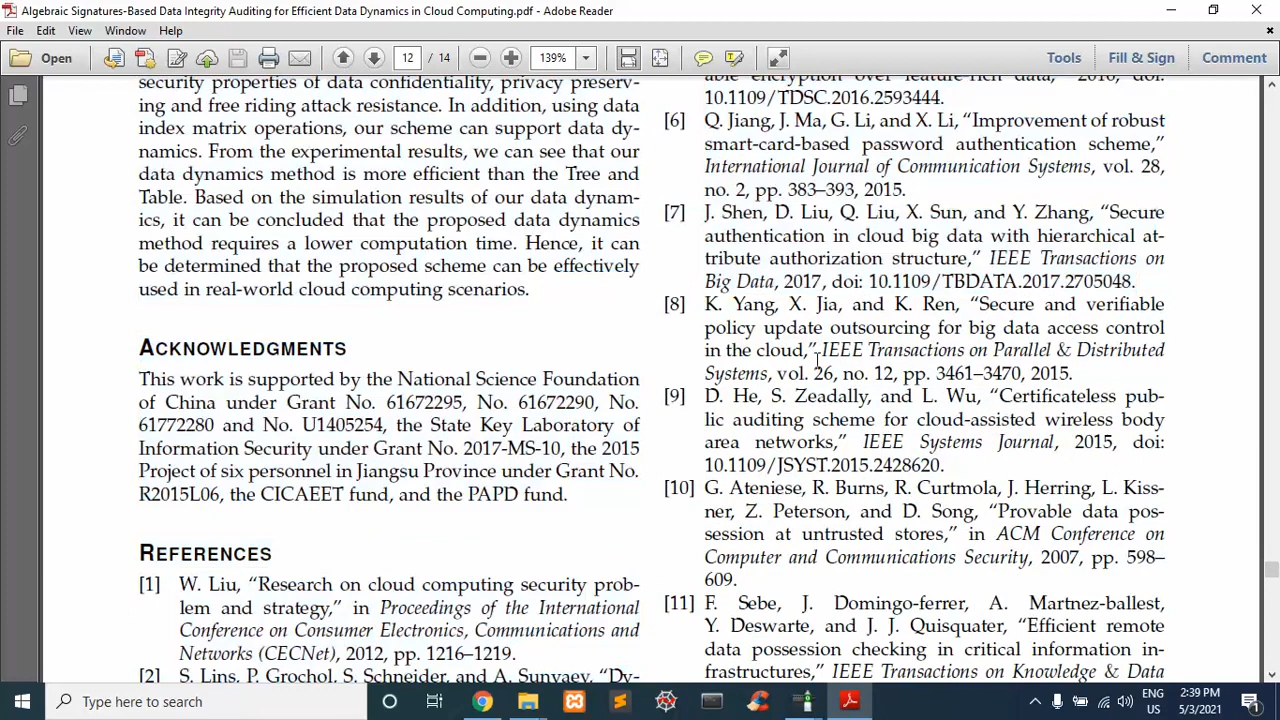 Algebraic Signatures-Based Data Integrity Auditing for Efficient Data Dynamics in Cloud Computing.pdf - Adobe Reader
File Edit View Window Help
Open 12 / 14 139% Tools Fill & Sign Comment
security properties of data confidentiality, privacy preserv-
ing and free riding attack resistance. In addition, using data
index matrix operations, our scheme can support data dy-
namics. From the experimental results, we can see that our
data dynamics method is more efficient than the Tree and
Table. Based on the simulation results of our data dynam-
ics, it can be concluded that the proposed data dynamics
method requires a lower computation time. Hence, it can
be determined that the proposed scheme can be effectively
used in real-world cloud computing scenarios.
ACKNOWLEDGMENTS
This work is supported by the National Science Foundation
of China under Grant No. 61672295, No. 61672290, No.
61772280 and No. U1405254, the State Key Laboratory of
Information Security under Grant No. 2017-MS-10, the 2015
Project of six personnel in Jiangsu Province under Grant No.
R2015L06, the CICAEET fund, and the PAPD fund.
REFERENCES
[1] W. Liu, “Research on cloud computing security prob-
lem and strategy,” in Proceedings of the International
Conference on Consumer Electronics, Communications and
Networks (CECNet), 2012, pp. 1216–1219.
[2] S. Lins, P. Grochol, S. Schneider, and A. Sunyaev, “Dy-
able encryption over feature-rich data,” 2016, doi:
10.1109/TDSC.2016.2593444.
[6] Q. Jiang, J. Ma, G. Li, and X. Li, “Improvement of robust
smart-card-based password authentication scheme,”
International Journal of Communication Systems, vol. 28,
no. 2, pp. 383–393, 2015.
[7] J. Shen, D. Liu, Q. Liu, X. Sun, and Y. Zhang, “Secure
authentication in cloud big data with hierarchical at-
tribute authorization structure,” IEEE Transactions on
Big Data, 2017, doi: 10.1109/TBDATA.2017.2705048.
[8] K. Yang, X. Jia, and K. Ren, “Secure and verifiable
policy update outsourcing for big data access control
in the cloud,” IEEE Transactions on Parallel & Distributed
Systems, vol. 26, no. 12, pp. 3461–3470, 2015.
[9] D. He, S. Zeadally, and L. Wu, “Certificateless pub-
lic auditing scheme for cloud-assisted wireless body
area networks,” IEEE Systems Journal, 2015, doi:
10.1109/JSYST.2015.2428620.
[10] G. Ateniese, R. Burns, R. Curtmola, J. Herring, L. Kiss-
ner, Z. Peterson, and D. Song, “Provable data pos-
session at untrusted stores,” in ACM Conference on
Computer and Communications Security, 2007, pp. 598–
609.
[11] F. Sebe, J. Domingo-ferrer, A. Martnez-ballest,
Y. Deswarte, and J. J. Quisquater, “Efficient remote
data possession checking in critical information in-
frastructures,” IEEE Transactions on Knowledge & Data
Type here to search
ENG
US
2:39 PM
5/3/2021
1